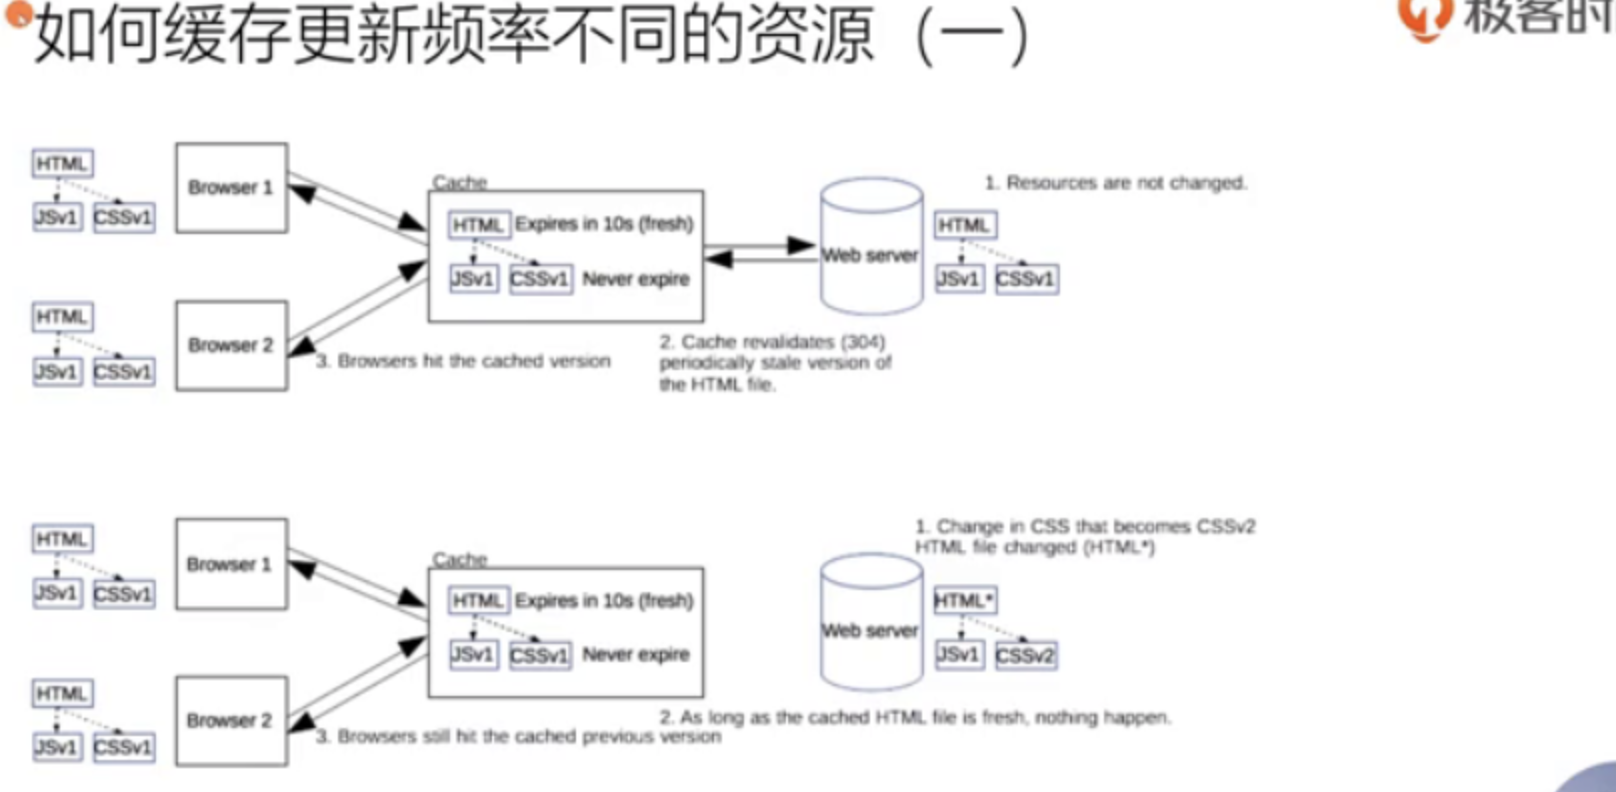 如何缓存更新频率不同的资源（一）
极客时
HTML
JSv1 CSSv1
Browser 1
Cache
HTML Expires in 10s (fresh)
JSv1 CSSv1 Never expire
Web server
1. Resources are not changed.
HTML
JSv1 CSSv1
HTML
JSv1 CSSv1
Browser 2
3. Browsers hit the cached version
2. Cache revalidates (304)
periodically stale version of
the HTML file.
HTML
JSv1 CSSv1
Browser 1
Cache
HTML Expires in 10s (fresh)
JSv1 CSSv1 Never expire
Web server
1. Change in CSS that becomes CSSv2
HTML file changed (HTML*)
HTML*
JSv1 CSSv2
HTML
JSv1 CSSv1
Browser 2
2. As long as the cached HTML file is fresh, nothing happen.
3. Browsers still hit the cached previous version